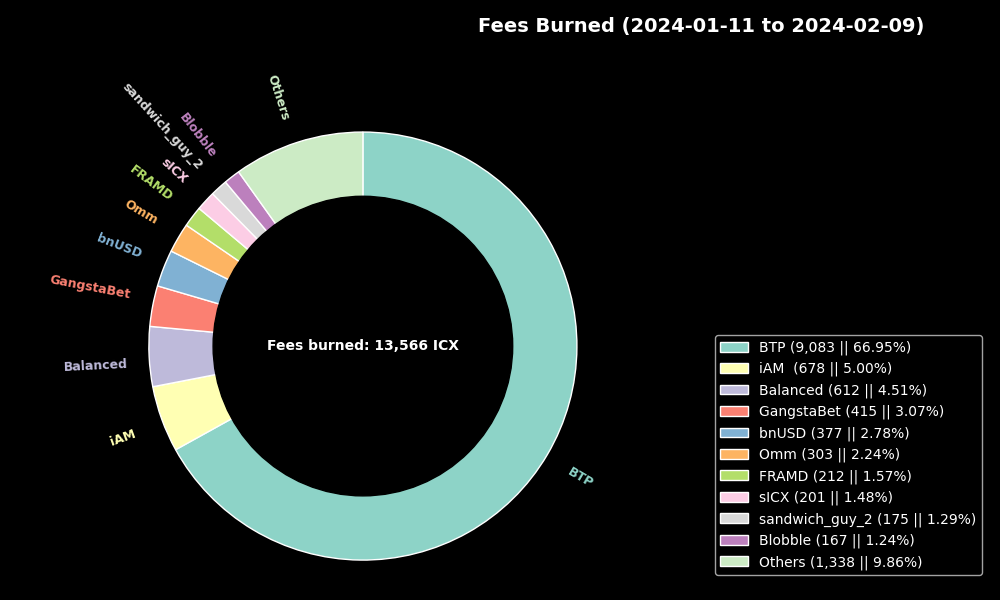 Fees Burned (2024-01-11 to 2024-02-09)
Others
sandwich_guy_2
Blobble
sICX
FRAMD
Omm
bnUSD
GangstaBet
Balanced
iAM
BTP
Fees burned: 13,566 ICX
BTP (9,083 || 66.95%)
iAM  (678 || 5.00%)
Balanced (612 || 4.51%)
GangstaBet (415 || 3.07%)
bnUSD (377 || 2.78%)
Omm (303 || 2.24%)
FRAMD (212 || 1.57%)
sICX (201 || 1.48%)
sandwich_guy_2 (175 || 1.29%)
Blobble (167 || 1.24%)
Others (1,338 || 9.86%)